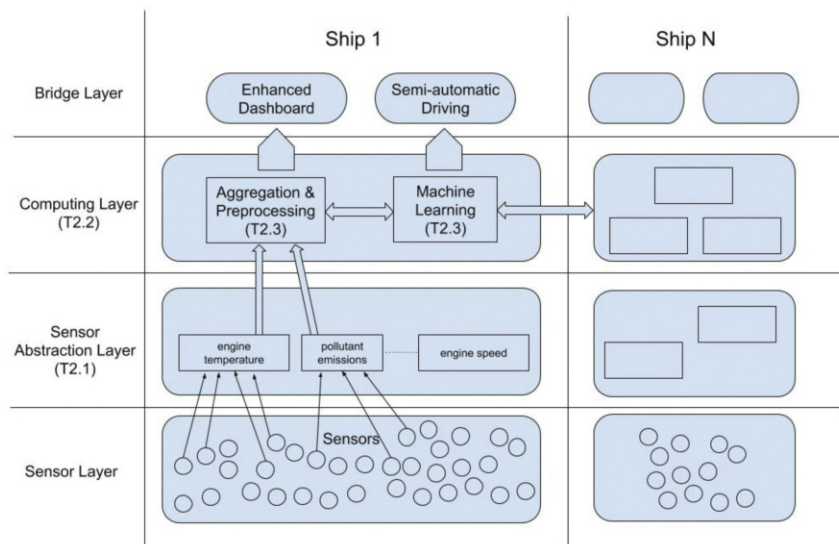 Ship 1
Ship N
Bridge Layer
Enhanced
Dashboard
Semi-automatic
Driving
Computing Layer
(T2.2)
Aggregation &
Preprocessing
(T2.3)
Machine
Learning
(T2.3)
Sensor
Abstraction Layer
(T2.1)
engine
temperature
pollutant
emissions
engine speed
Sensor Layer
Sensors